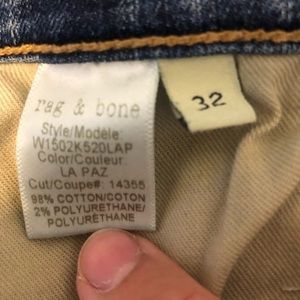 rag & bone
Style/Modèle:
W1502K520LAP
Color/Couleur
LA PAZ
Cut/Coupe#: 14355
98% COTTON/COTON
2% POLYURETHANE/
POLYURÉTHANE
32